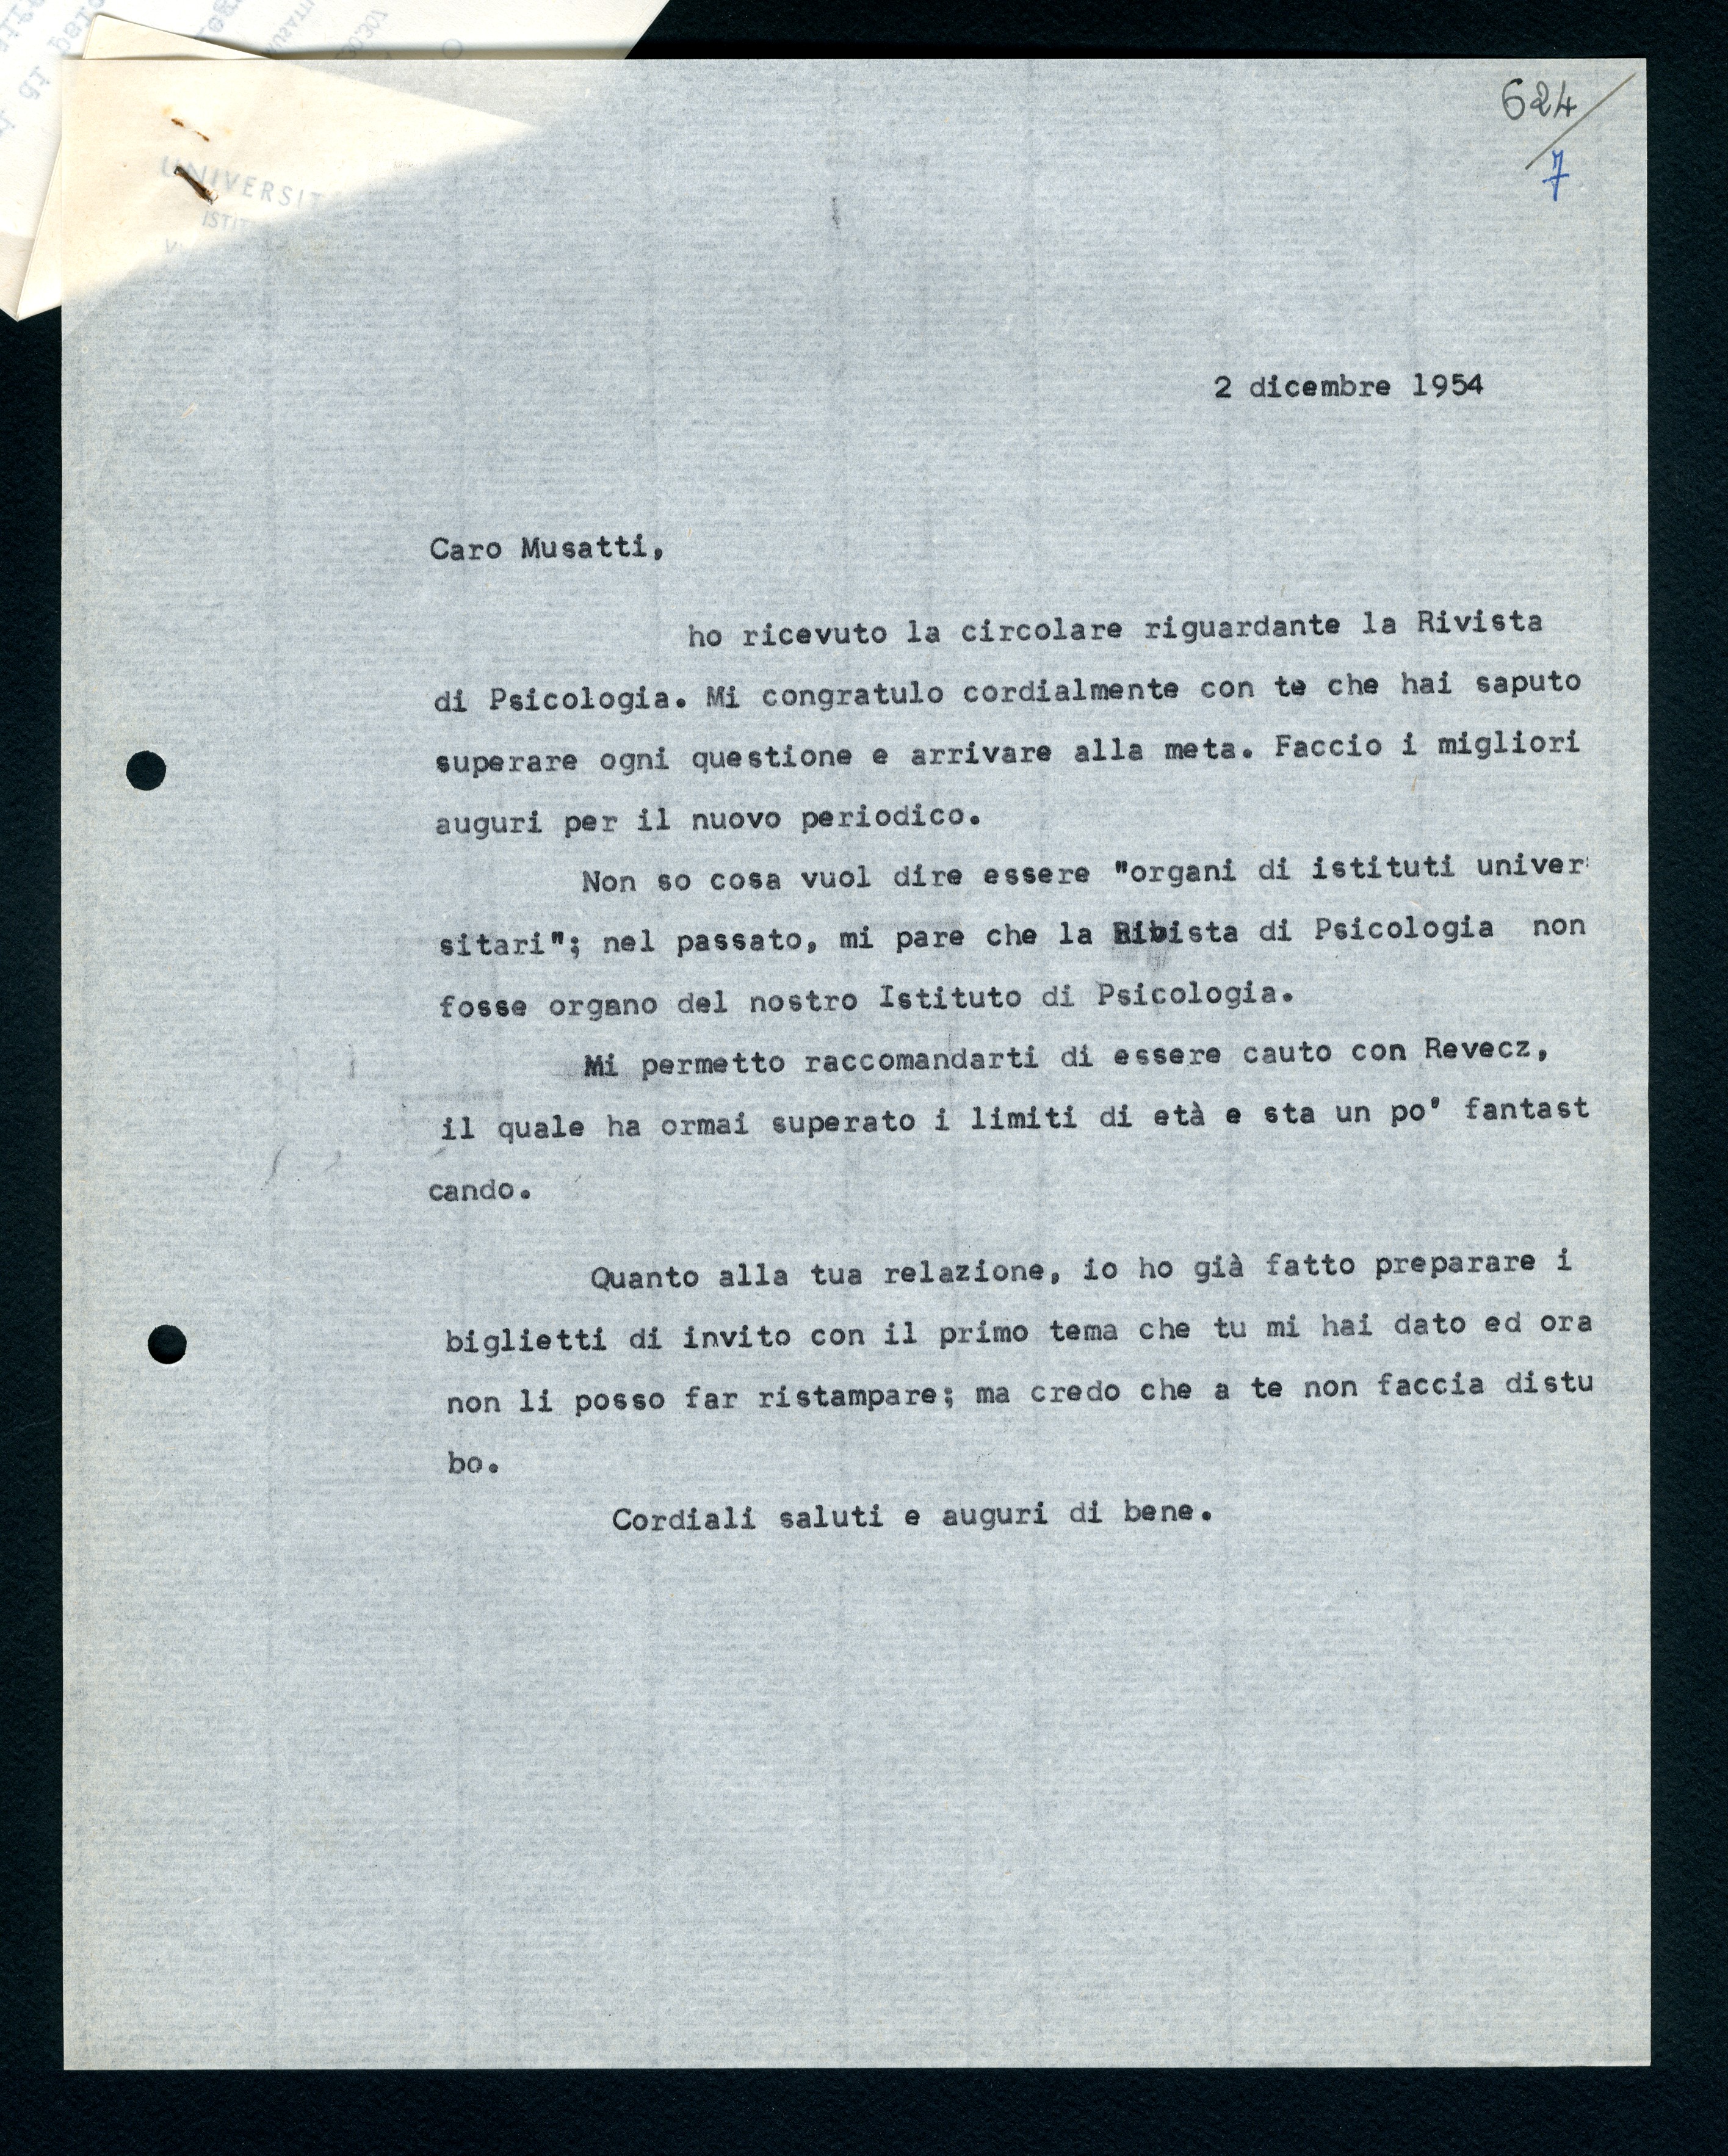 624
7
UNIVERSIT
ISTIT
2 dicembre 1954
Caro Musatti,
ho ricevuto la circolare riguardante la Rivista
di Psicologia. Mi congratulo cordialmente con te che hai saputo
superare ogni questione e arrivare alla meta. Faccio i migliori
auguri per il nuovo periodico.
Non so cosa vuol dire essere "organi di istituti univer
sitari"; nel passato, mi pare che la Ribista di Psicologia non
fosse organo del nostro Istituto di Psicologia.
Mi permetto raccomandarti di essere cauto con Revecz,
il quale ha ormai superato i limiti di età e sta un po' fantast
cando.
Quanto alla tua relazione, io ho già fatto preparare i
biglietti di invito con il primo tema che tu mi hai dato ed ora
non li posso far ristampare; ma credo che a te non faccia distu
bo.
Cordiali saluti e auguri di bene.